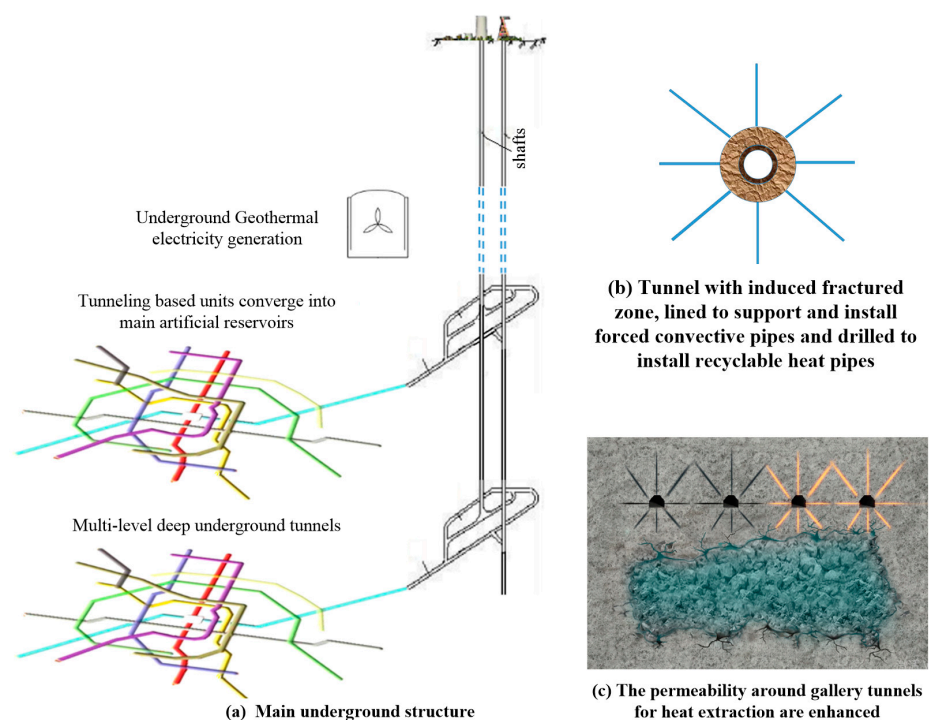 shafts
Underground Geothermal
electricity generation
Tunneling based units converge into
main artificial reservoirs
Multi-level deep underground tunnels
(a) Main underground structure
(b) Tunnel with induced fractured
zone, lined to support and install
forced convective pipes and drilled to
install recyclable heat pipes
(c) The permeability around gallery tunnels
for heat extraction are enhanced